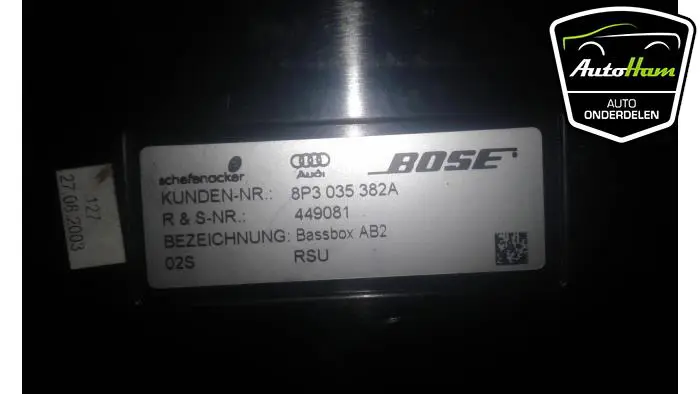 AutoHam
AUTO
ONDERDELEN
schefenacker
Audi
BOSE
KUNDEN-NR.: 8P3 035 382A
R & S-NR.: 449081
BEZEICHNUNG: Bassbox AB2
02S RSU
127
27 08 2003